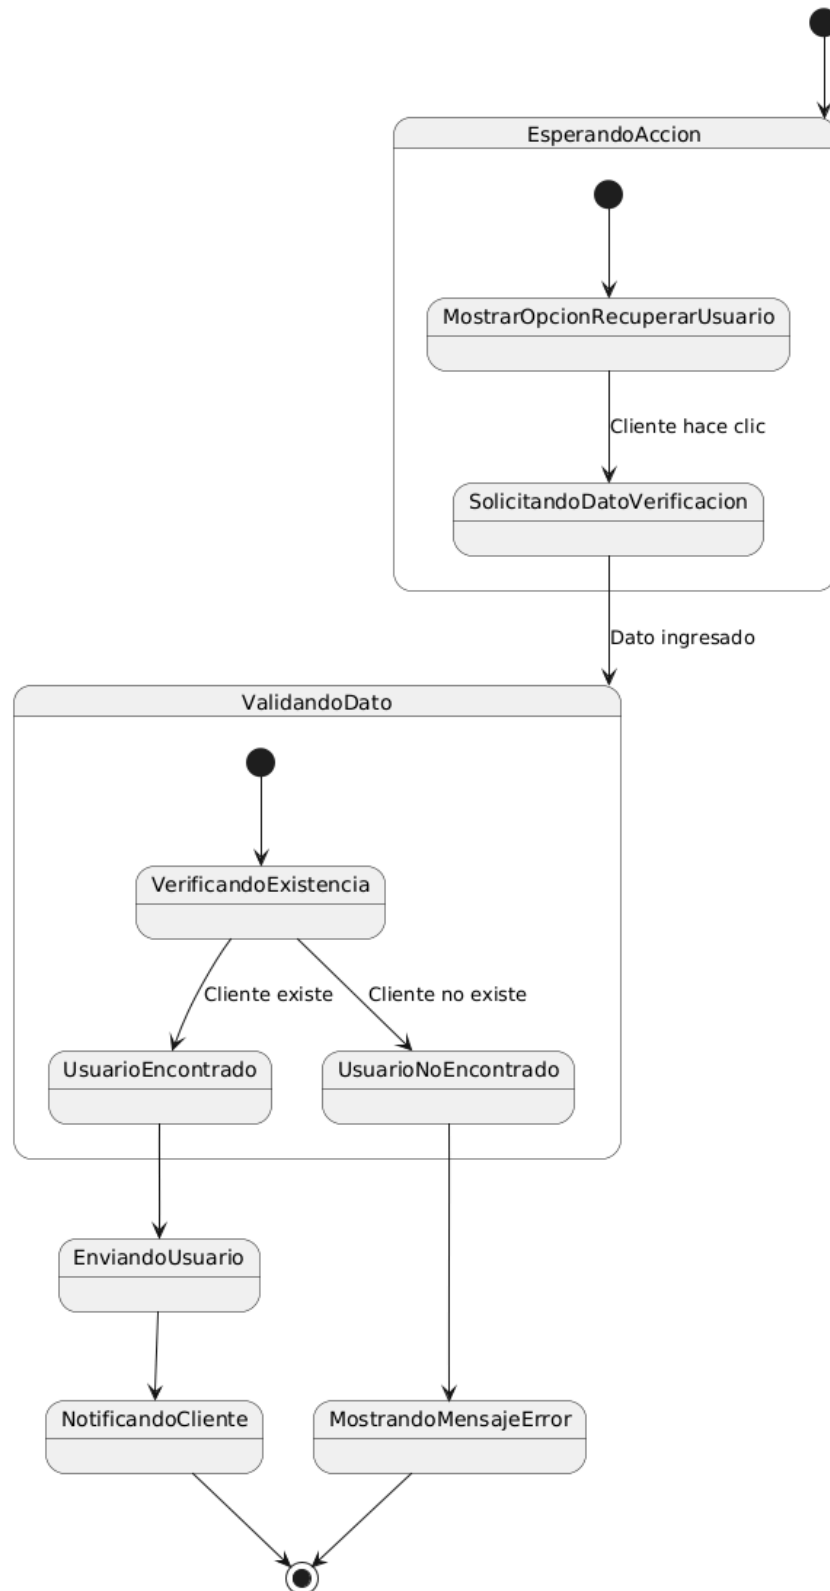 EsperandoAccion
MostrarOpcionRecuperarUsuario
Cliente hace clic
SolicitandoDatoVerificacion
Dato ingresado
ValidandoDato
VerificandoExistencia
Cliente existe
Cliente no existe
UsuarioEncontrado
UsuarioNoEncontrado
EnviandoUsuario
NotificandoCliente
MostrandoMensajeError